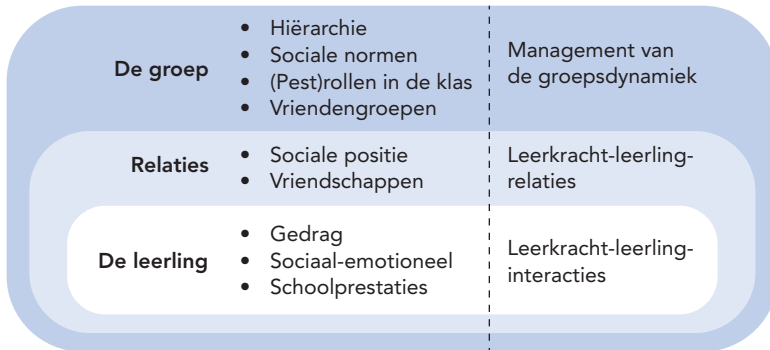 De groep
• Hiërarchie
• Sociale normen
• (Pest)rollen in de klas
• Vriendengroepen
Management van
de groepsdynamiek
Relaties
• Sociale positie
• Vriendschappen
Leerkracht-leerling-
relaties
De leerling
• Gedrag
• Sociaal-emotioneel
• Schoolprestaties
Leerkracht-leerling-
interacties